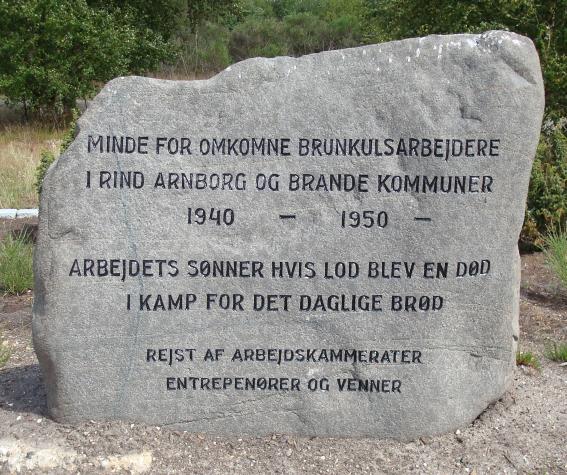 MINDE FOR OMKOMNE BRUNKULSARBEJDERE
I RIND ARNBORG OG BRANDE KOMMUNER
1940 – 1950 –
ARBEJDETS SØNNER HVIS LOD BLEV EN DØD
I KAMP FOR DET DAGLIGE BRØD
REJST AF ARBEJDSKAMMERATER
ENTREPENØRER OG VENNER